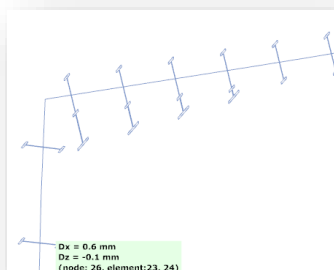 Dx = 0.6 mm
Dz = -0.1 mm
(node: 26, element:23, 24)